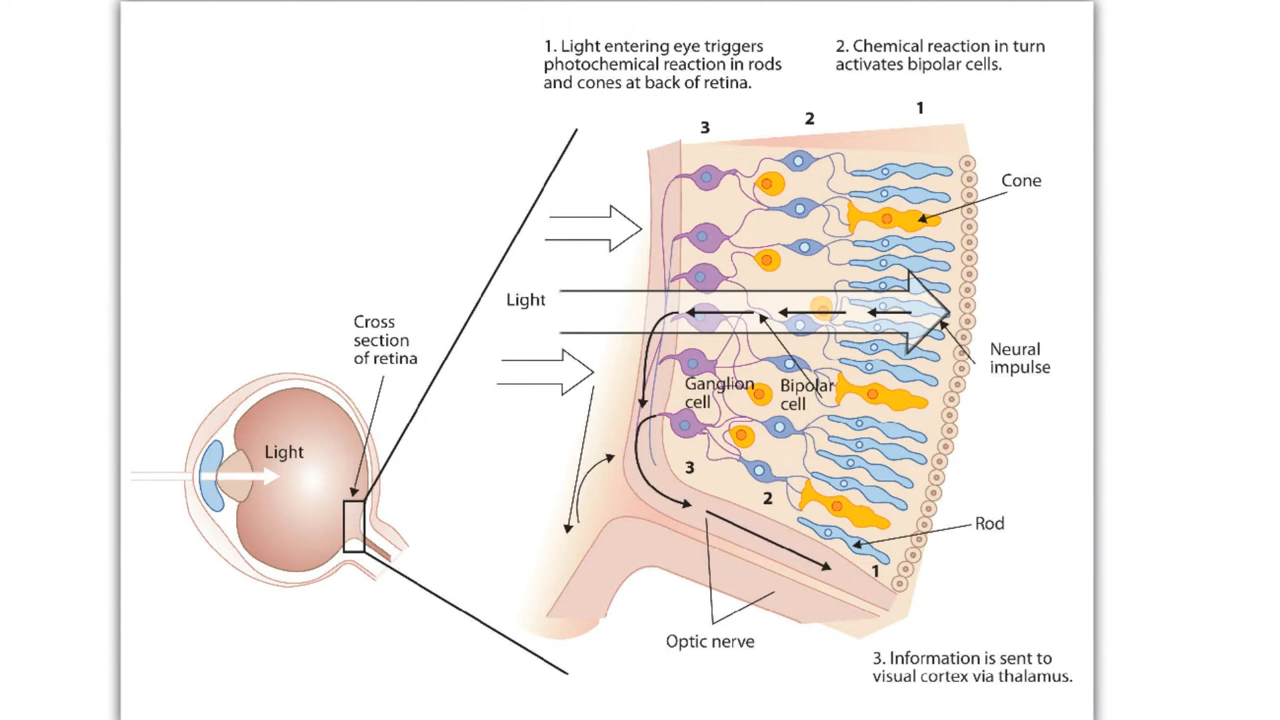 1. Light entering eye triggers
photochemical reaction in rods
and cones at back of retina.
2. Chemical reaction in turn
activates bipolar cells.
3
2
1
Cone
Light
Cross
section
of retina
Neural
impulse
Ganglion
cell
Bipolar
cell
Light
3
2
Rod
1
Optic nerve
3. Information is sent to
visual cortex via thalamus.